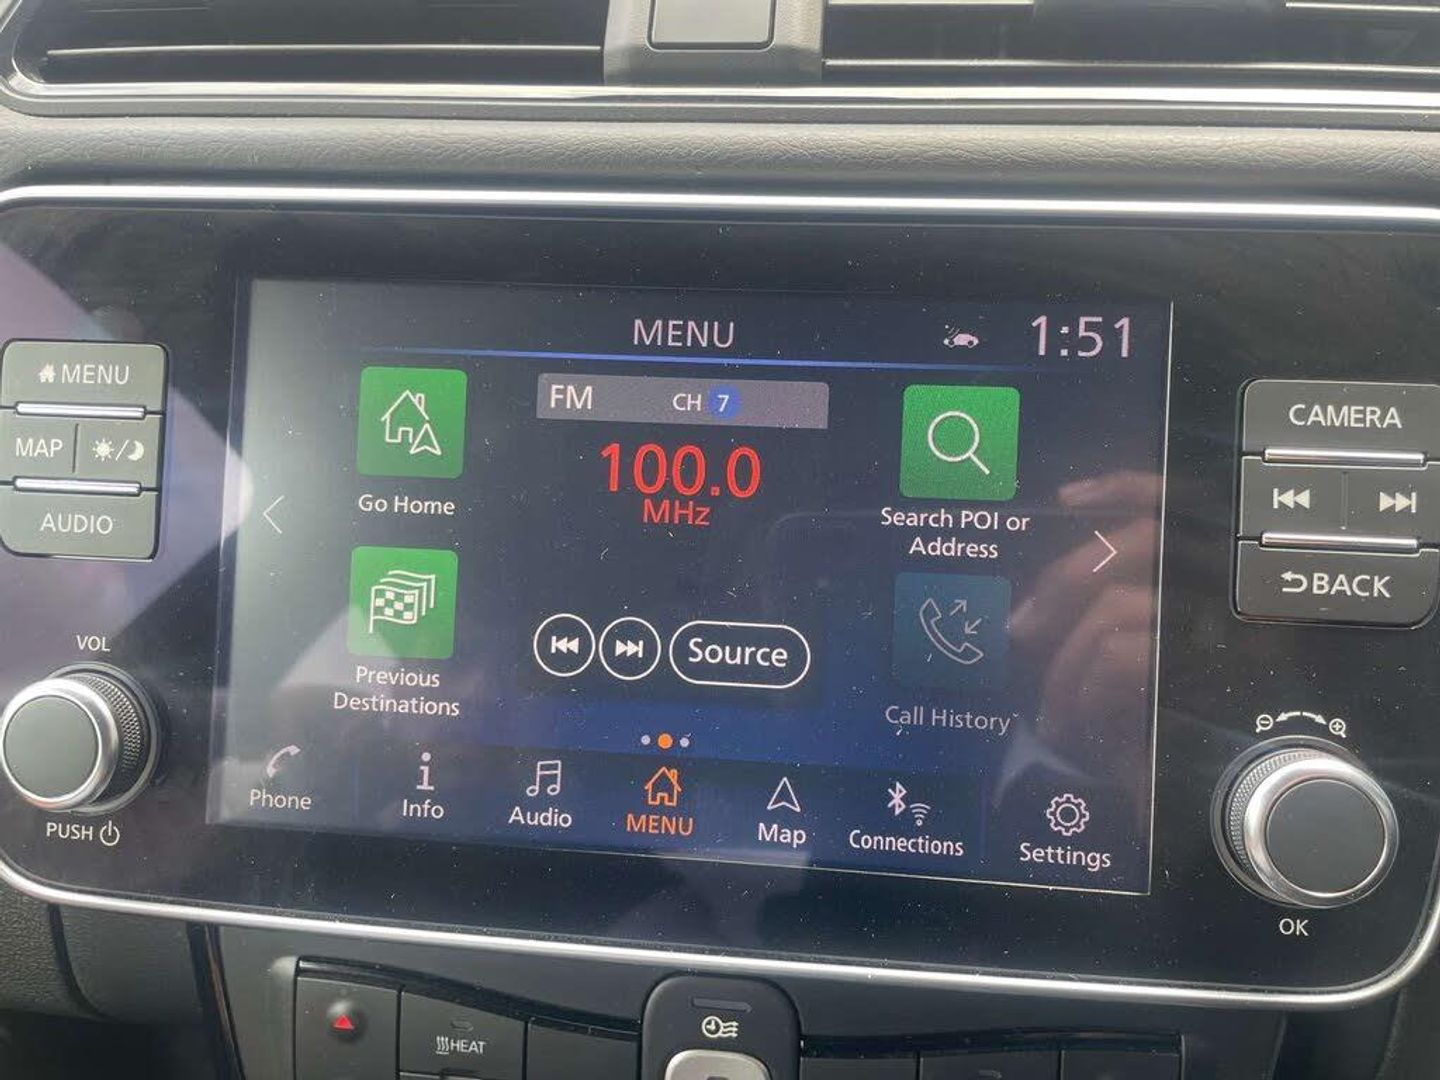 MENU
1:51
MENU
FM
CH 7
CAMERA
100.0
MHz
MAP
Go Home
Search POI or
Address
AUDIO
BACK
Source
VOL
Previous
Destinations
Call History
Phone
Info
Audio
MENU
Map
Connections
Settings
PUSH
OK
HEAT